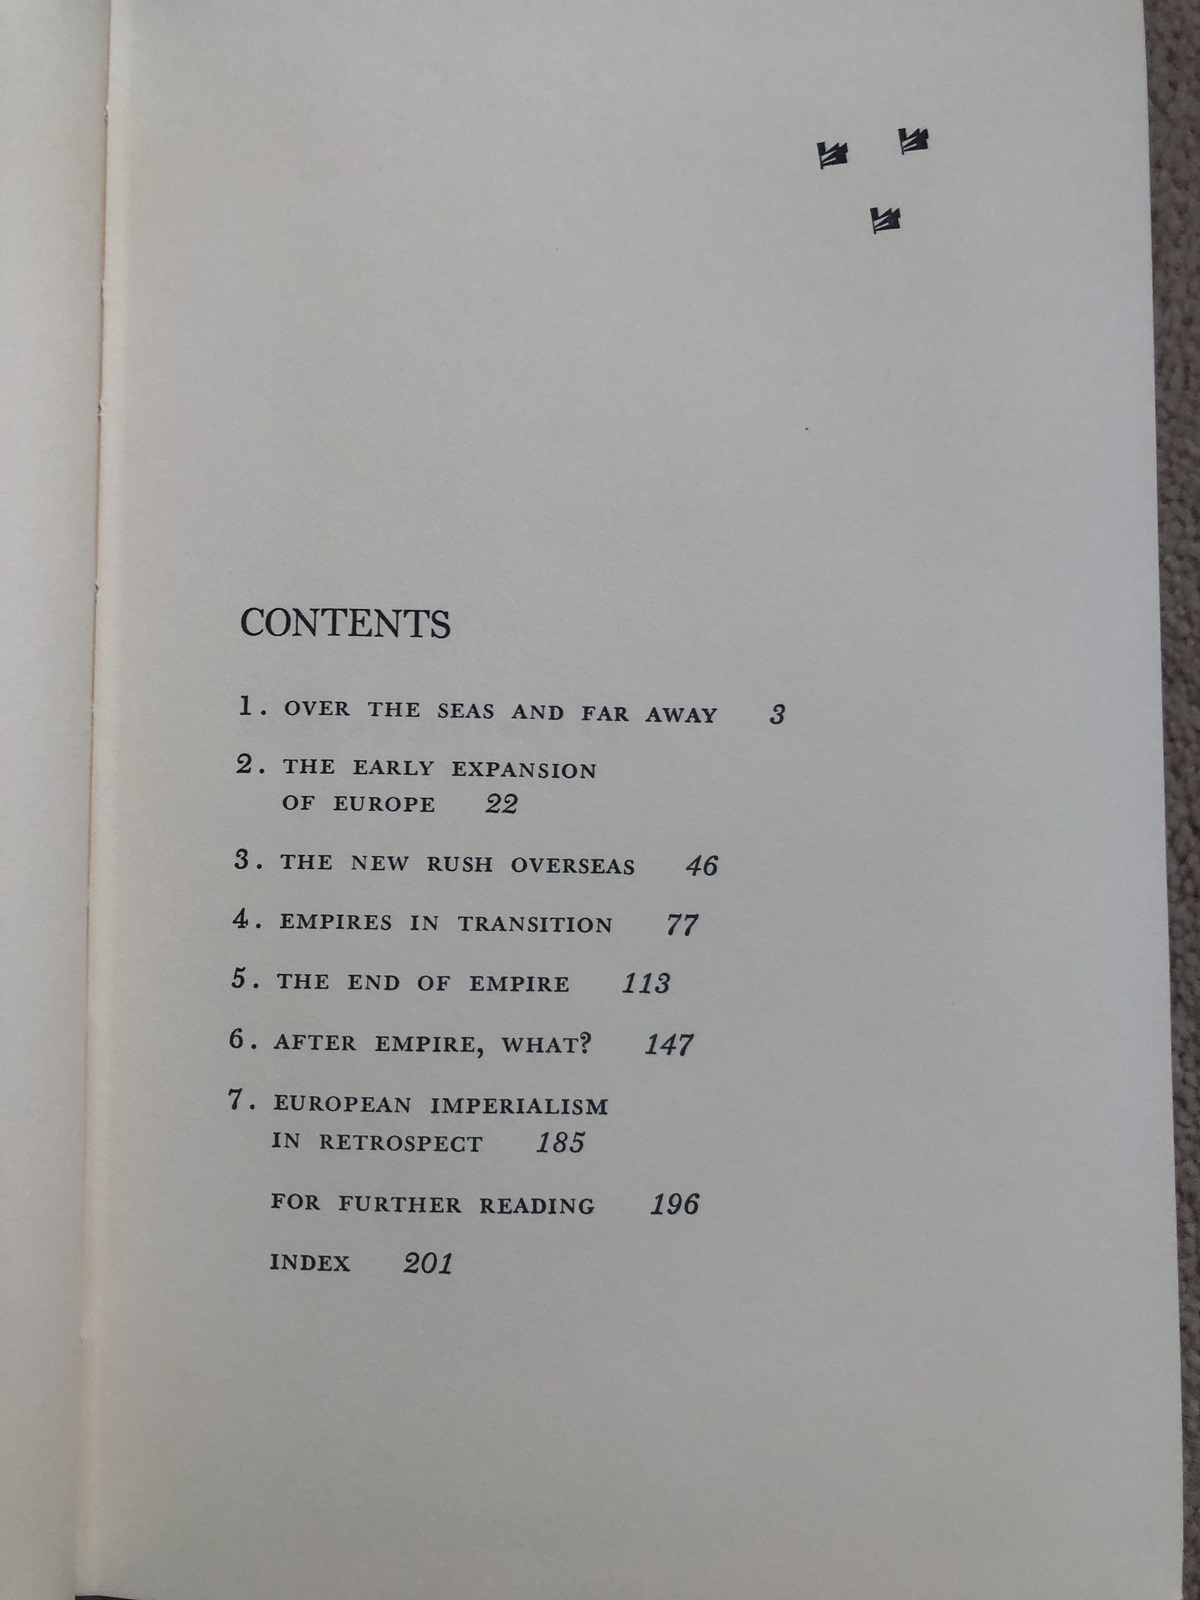 CONTENTS
1. OVER THE SEAS AND FAR AWAY 3
2. THE EARLY EXPANSION
OF EUROPE 22
3. THE NEW RUSH OVERSEAS 46
4. EMPIRES IN TRANSITION 77
5. THE END OF EMPIRE 113
6. AFTER EMPIRE, WHAT? 147
7. EUROPEAN IMPERIALISM
IN RETROSPECT 185
FOR FURTHER READING 196
INDEX 201